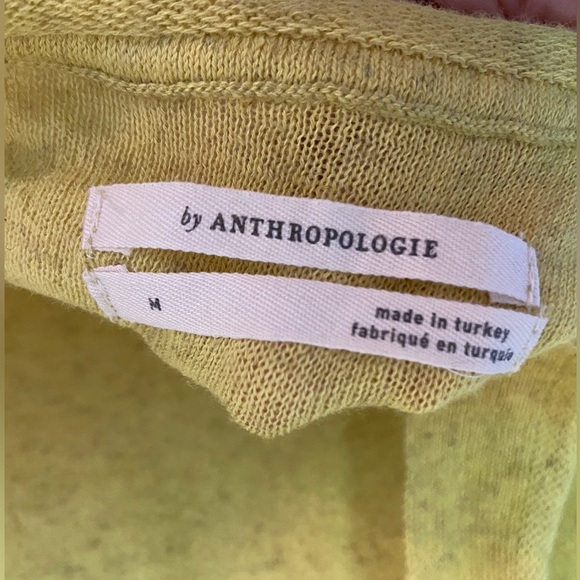 by ANTHROPOLOGIE
M
made in turkey
fabriqué en turquie